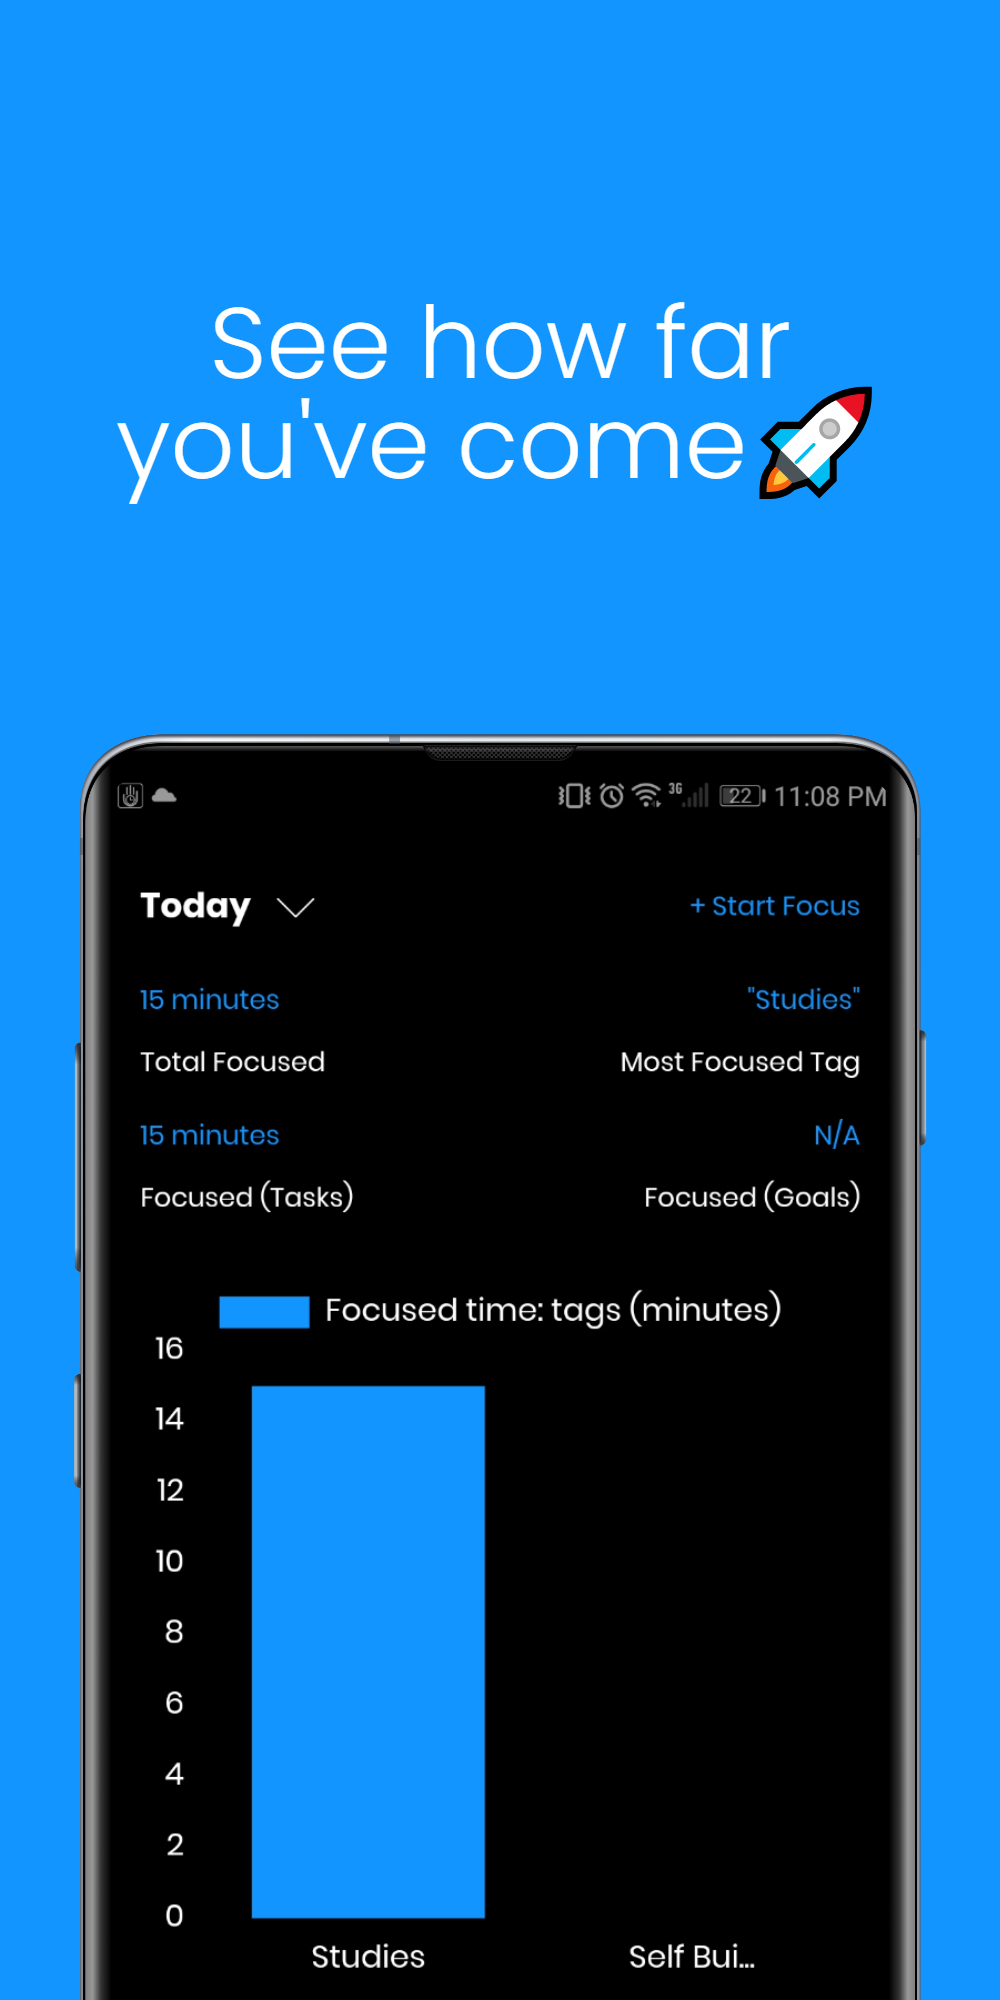 See how far
you've come
3G 22 11:08 PM
Today + Start Focus
15 minutes "Studies"
Total Focused Most Focused Tag
15 minutes N/A
Focused (Tasks) Focused (Goals)
Focused time: tags (minutes)
16
14
12
10
8
6
4
2
0
Studies Self Bui...